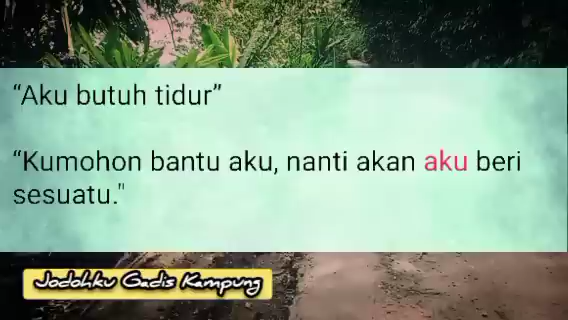 “Aku butuh tidur”
“Kumohon bantu aku, nanti akan aku beri
sesuatu."
Jodohku Gadis Kampung